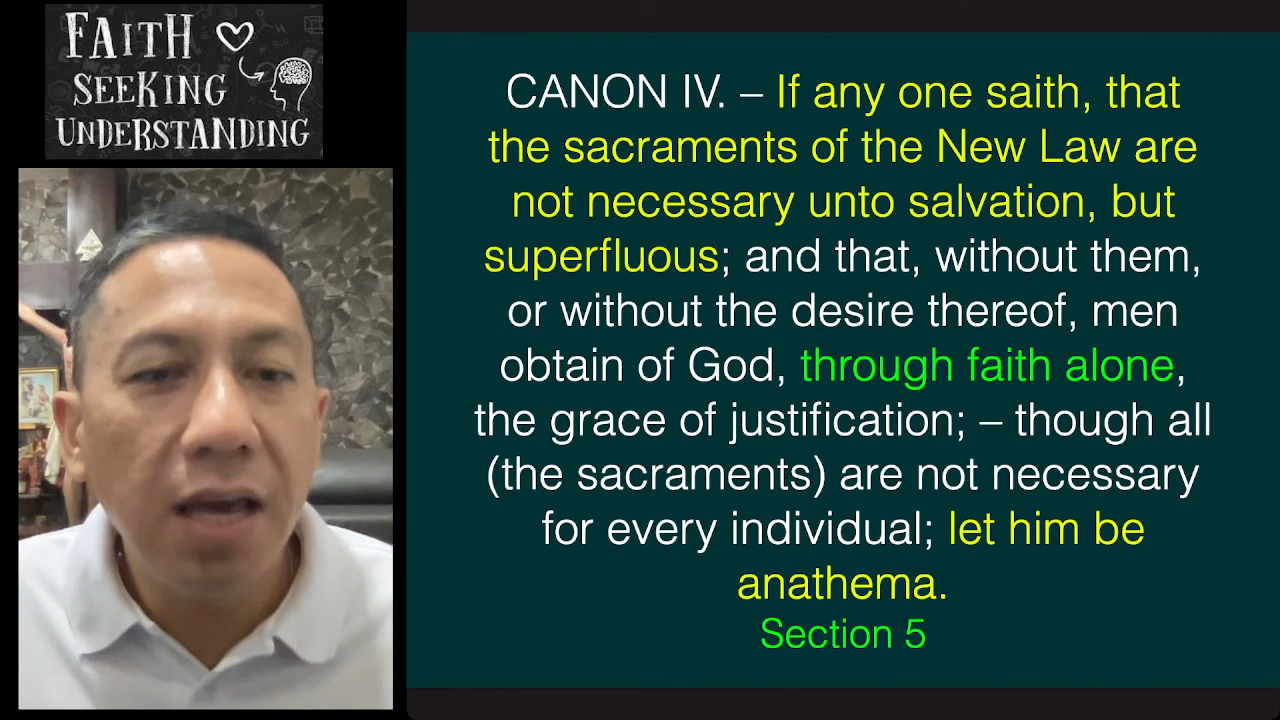 FAITH
SEEKING
UNDERSTANDING
CANON IV. – If any one saith, that
the sacraments of the New Law are
not necessary unto salvation, but
superfluous; and that, without them,
or without the desire thereof, men
obtain of God, through faith alone,
the grace of justification; – though all
(the sacraments) are not necessary
for every individual; let him be
anathema.
Section 5